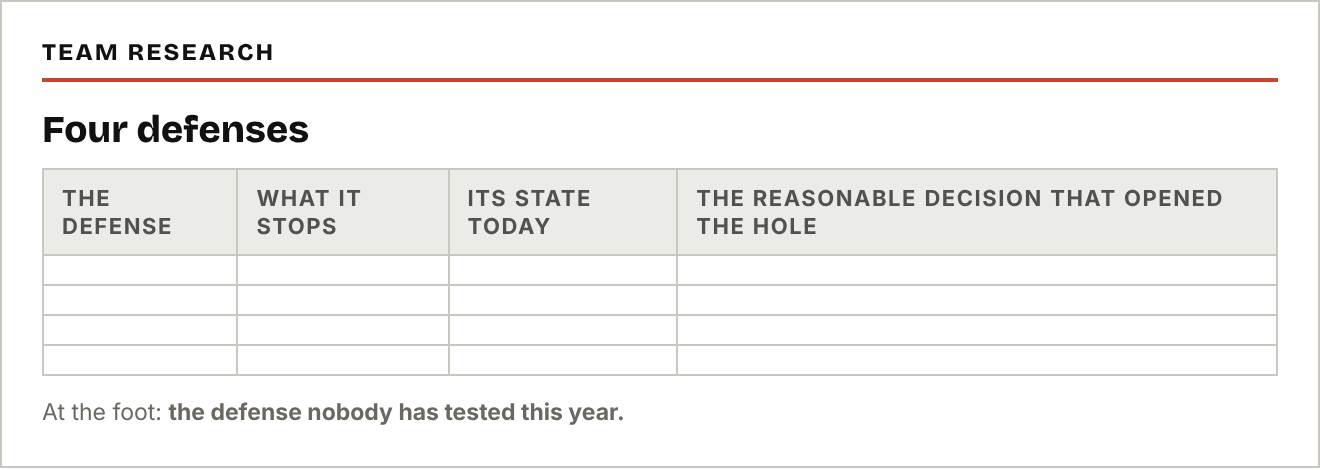 TEAM RESEARCH
Four defenses
THE DEFENSE
WHAT IT STOPS
ITS STATE TODAY
THE REASONABLE DECISION THAT OPENED THE HOLE
At the foot: the defense nobody has tested this year.